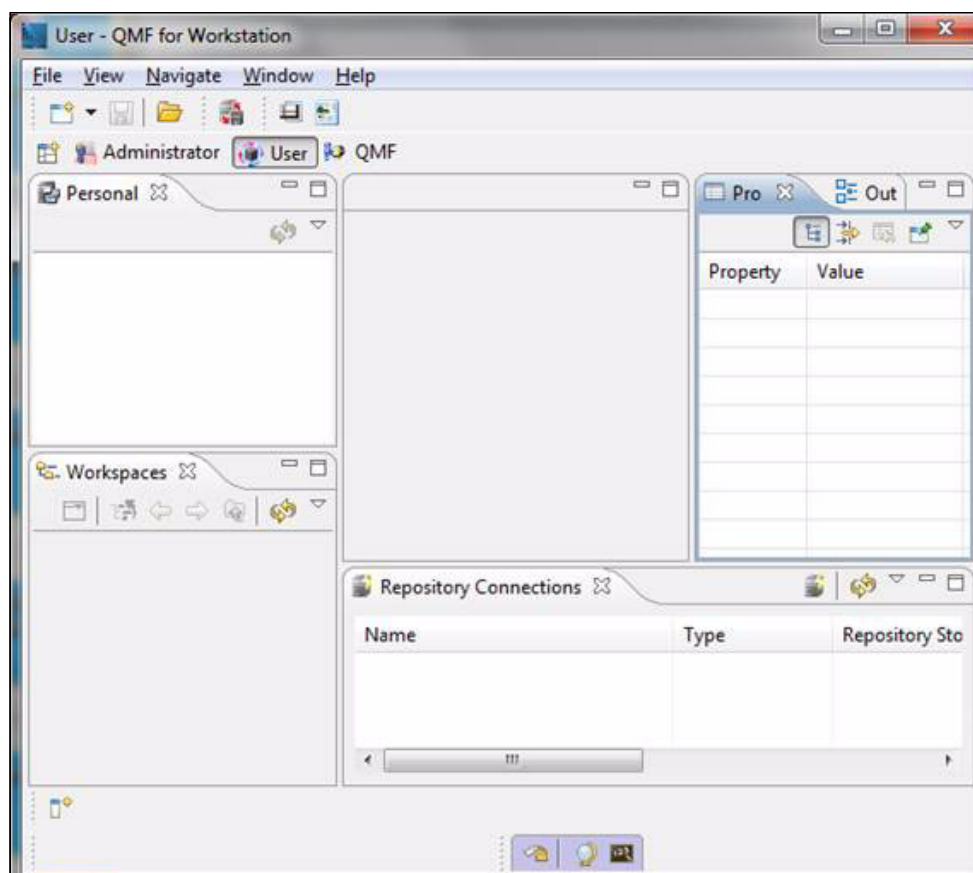 User - QMF for Workstation
File View Navigate Window Help
Administrator User QMF
Personal
Pro Out
Property Value
Workspaces
Repository Connections
Name Type Repository Sto